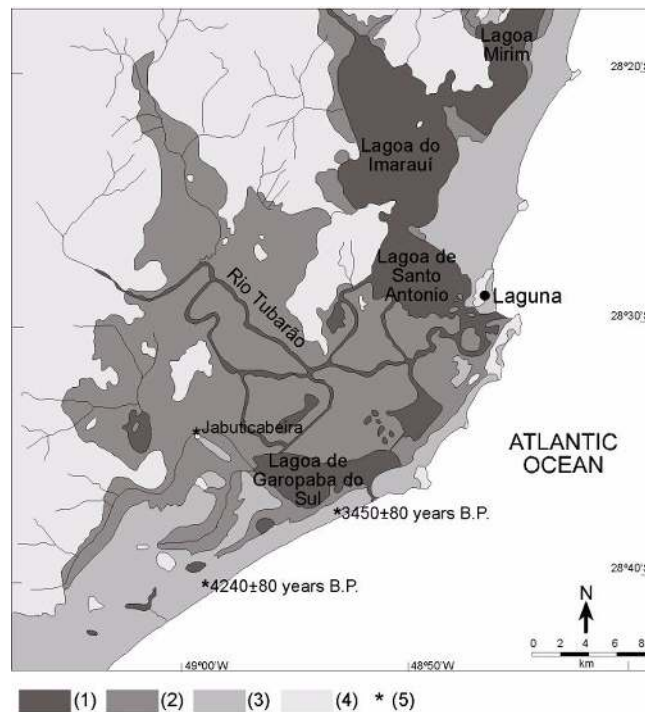 Lagoa
Mirim
28°20'
Lagoa do
Imarauí
Lagoa de
Santo
Antonio
Laguna
Rio Tubarão
28°30'
*Jabuticabeira
ATLANTIC
OCEAN
Lagoa de
Garopaba do
Sul
*3450±80 years B.P.
28°40'
*4240±80 years B.P.
N
0 2 4 6 8
km
49°00 W
48°50 W
(1) (2) (3) (4) * (5)